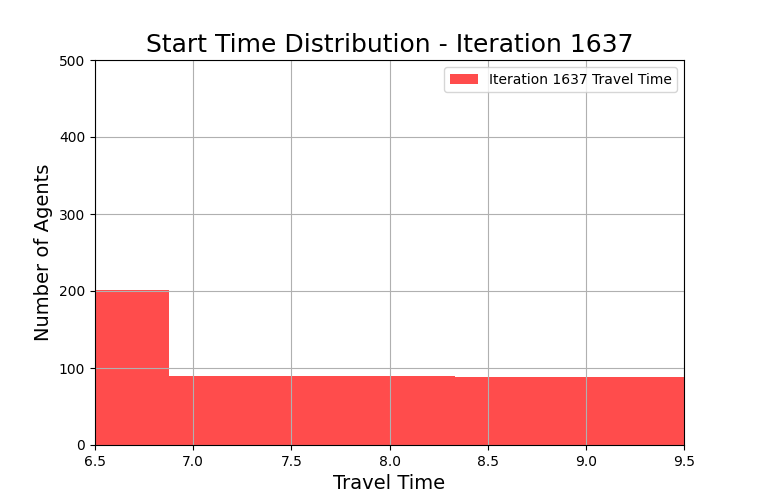 Start Time Distribution - Iteration 1637
Iteration 1637 Travel Time
Number of Agents
500
400
300
200
100
0
6.5 7.0 7.5 8.0 8.5 9.0 9.5
Travel Time